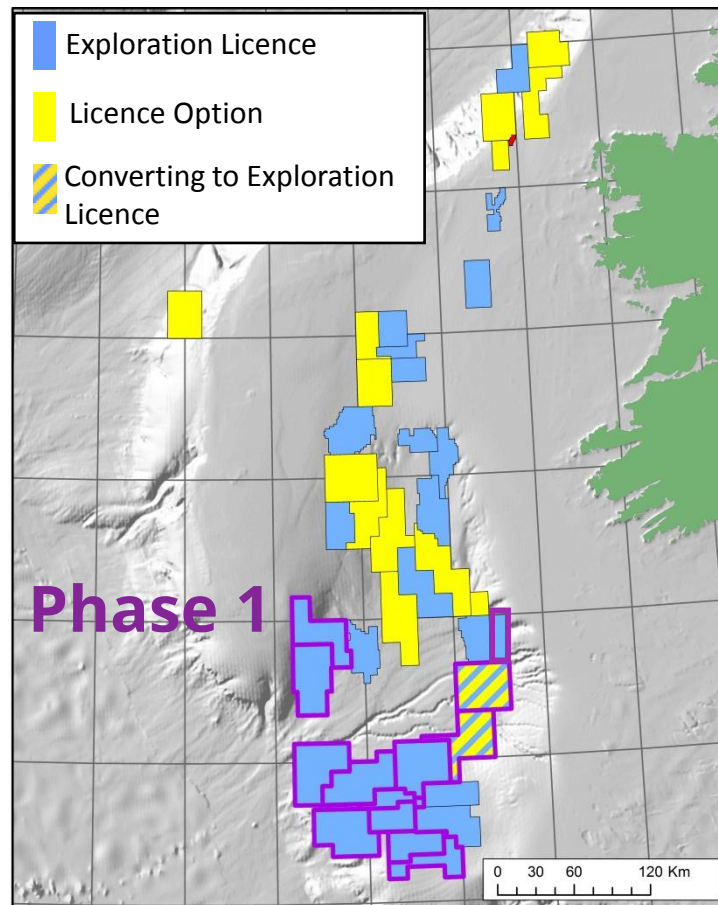 Exploration Licence
Licence Option
Converting to Exploration
Licence
Phase 1
0 30 60 120 Km